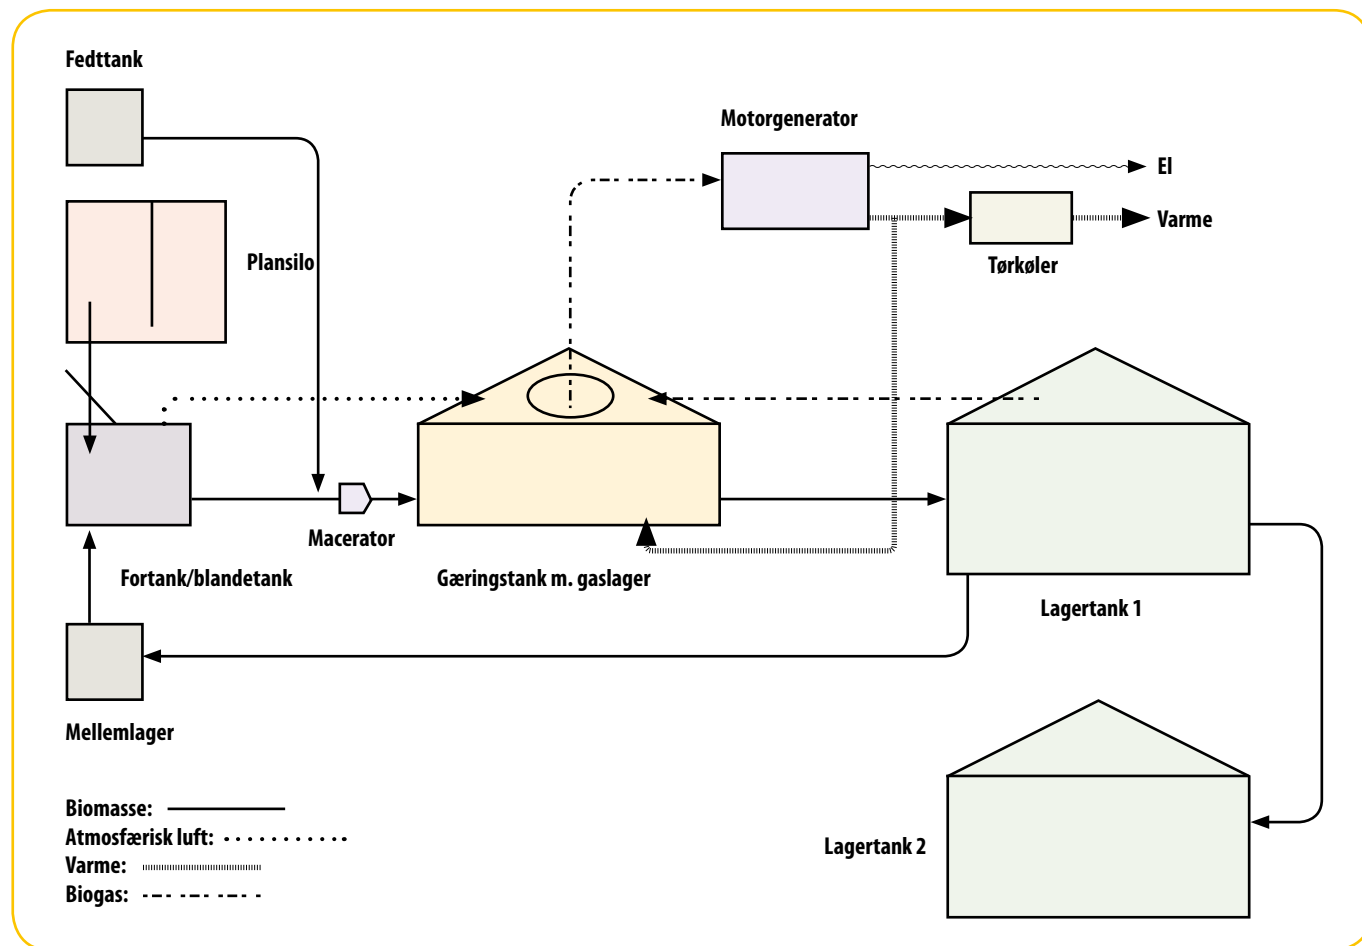 Fedttank
Motorgenerator
El
Varme
Plansilo
Tørkøler
Macerator
Fortank/blandetank
Gæringstank m. gaslager
Lagertank 1
Mellemlager
Biomasse:
Atmosfærisk luft:
Varme:
Biogas:
Lagertank 2